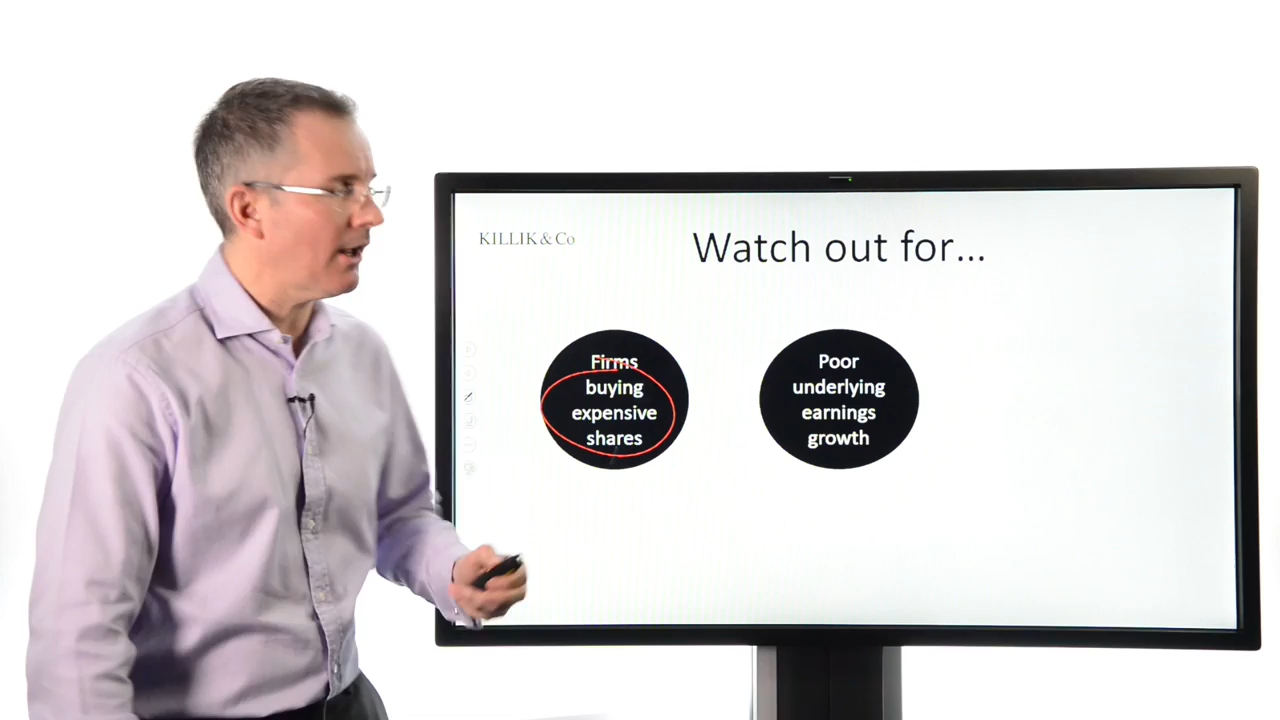 KILLIK & Co
Watch out for...
Firms
buying
expensive
shares
Poor
underlying
earnings
growth